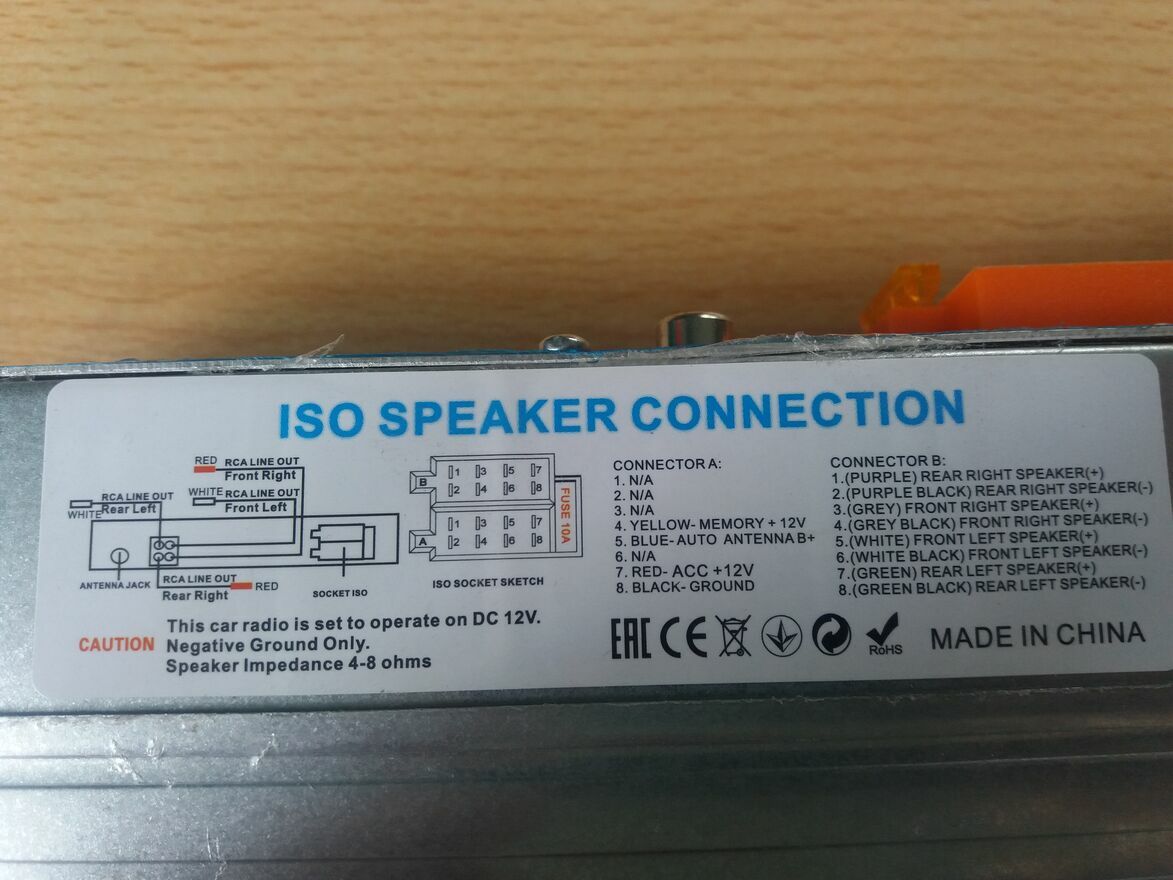 ISO SPEAKER CONNECTION
RED
RCA LINE OUT
Front Right
WHITE
RCA LINE OUT
Front Left
RCA LINE OUT
Rear Left
WHITE
ANTENNA JACK
RCA LINE OUT
Rear Right
RED
SOCKET ISO
B
1 3 5 7
2 4 6 8
A
1 3 5 7
2 4 6 8
FUSE 10A
ISO SOCKET SKETCH
CONNECTOR A:
1. N/A
2. N/A
3. N/A
4. YELLOW- MEMORY + 12V
5. BLUE- AUTO ANTENNA B+
6. N/A
7. RED- ACC +12V
8. BLACK- GROUND
CONNECTOR B:
1.(PURPLE) REAR RIGHT SPEAKER(+)
2.(PURPLE BLACK) REAR RIGHT SPEAKER(-)
3.(GREY) FRONT RIGHT SPEAKER(+)
4.(GREY BLACK) FRONT RIGHT SPEAKER(-)
5.(WHITE) FRONT LEFT SPEAKER(+)
6.(WHITE BLACK) FRONT LEFT SPEAKER(-)
7.(GREEN) REAR LEFT SPEAKER(+)
8.(GREEN BLACK) REAR LEFT SPEAKER(-)
CAUTION
This car radio is set to operate on DC 12V.
Negative Ground Only.
Speaker Impedance 4-8 ohms
EAC CE
RoHS
MADE IN CHINA